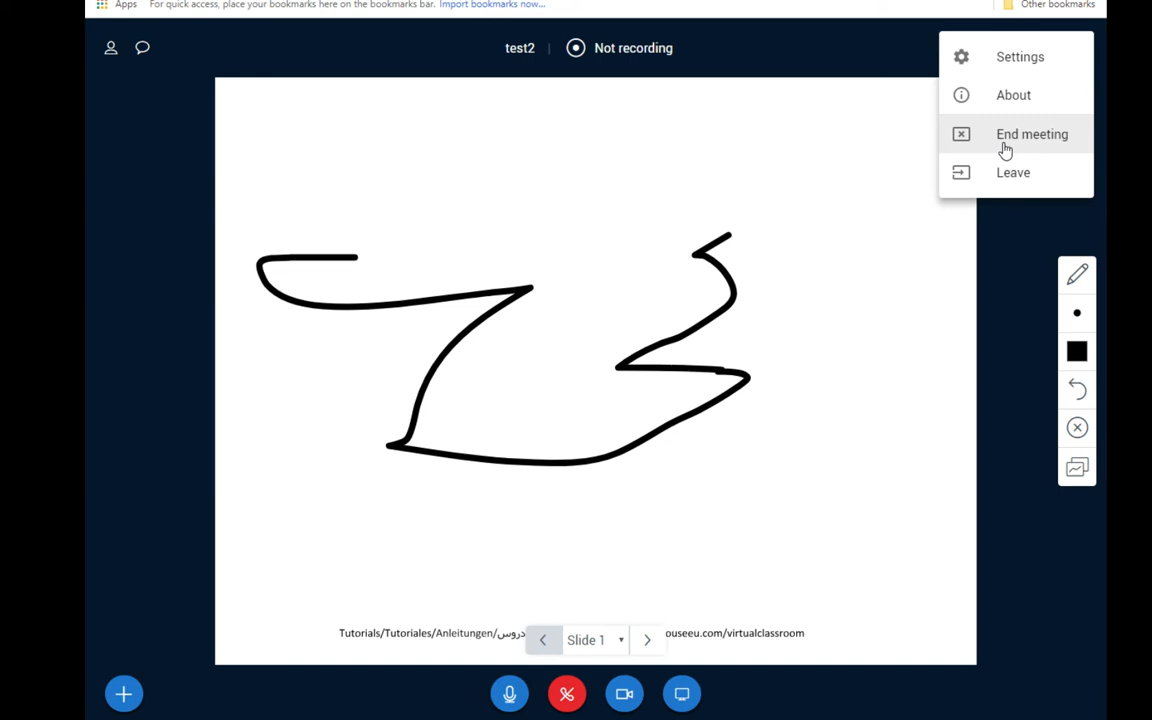 Apps For quick access, place your bookmarks here on the bookmarks bar. Import bookmarks now... Other bookmarks
test2 | Not recording
Settings
About
End meeting
Leave
Tutorials/Tutoriales/Anleitungen/دروس ouseeu.com/virtualclassroom
Slide 1